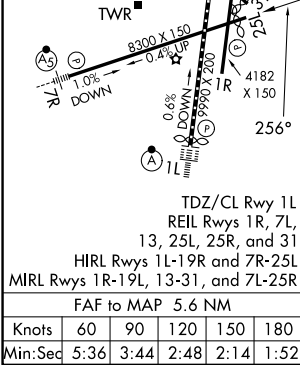 TWR
8300 X 150
0.4% UP
1.0%
DOWN
A5
P
7R
0.6%
DOWN
9990 X 200
P
1R
P
25L
4182
X 150
256°
A
1L
TDZ/CL Rwy 1L
REIL Rwys 1R, 7L,
13, 25L, 25R, and 31
HIRL Rwys 1L-19R and 7R-25L
MIRL Rwys 1R-19L, 13-31, and 7L-25R
FAF to MAP 5.6 NM
Knots 60 90 120 150 180
Min:Sec 5:36 3:44 2:48 2:14 1:52